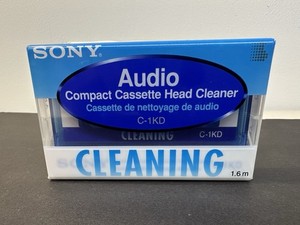 SONY
Audio
Compact Cassette Head Cleaner
Cassette de nettoyage de audio
C-1KD
CLEANING C-1KD
CLEANING
1.6 m